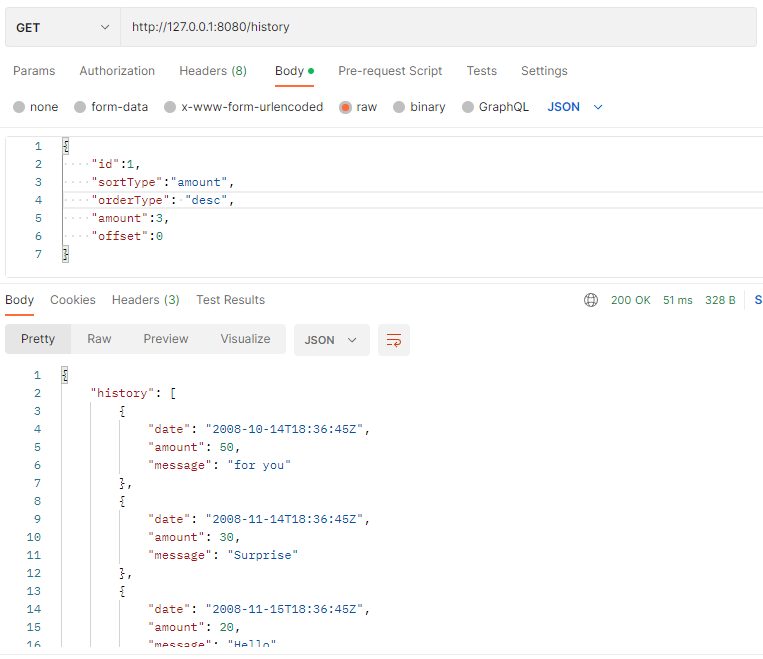 GET http://127.0.0.1:8080/history
Params Authorization Headers (8) Body Pre-request Script Tests Settings
none form-data x-www-form-urlencoded raw binary GraphQL JSON
1 {
2 "id":1,
3 "sortType":"amount",
4 "orderType": "desc",
5 "amount":3,
6 "offset":0
7 }
Body Cookies Headers (3) Test Results 200 OK 51 ms 328 B S
Pretty Raw Preview Visualize JSON
1 {
2 "history": [
3 {
4 "date": "2008-10-14T18:36:45Z",
5 "amount": 50,
6 "message": "for you"
7 },
8 {
9 "date": "2008-11-14T18:36:45Z",
10 "amount": 30,
11 "message": "Surprise"
12 },
13 {
14 "date": "2008-11-15T18:36:45Z",
15 "amount": 20,
16 "message": "Hello"